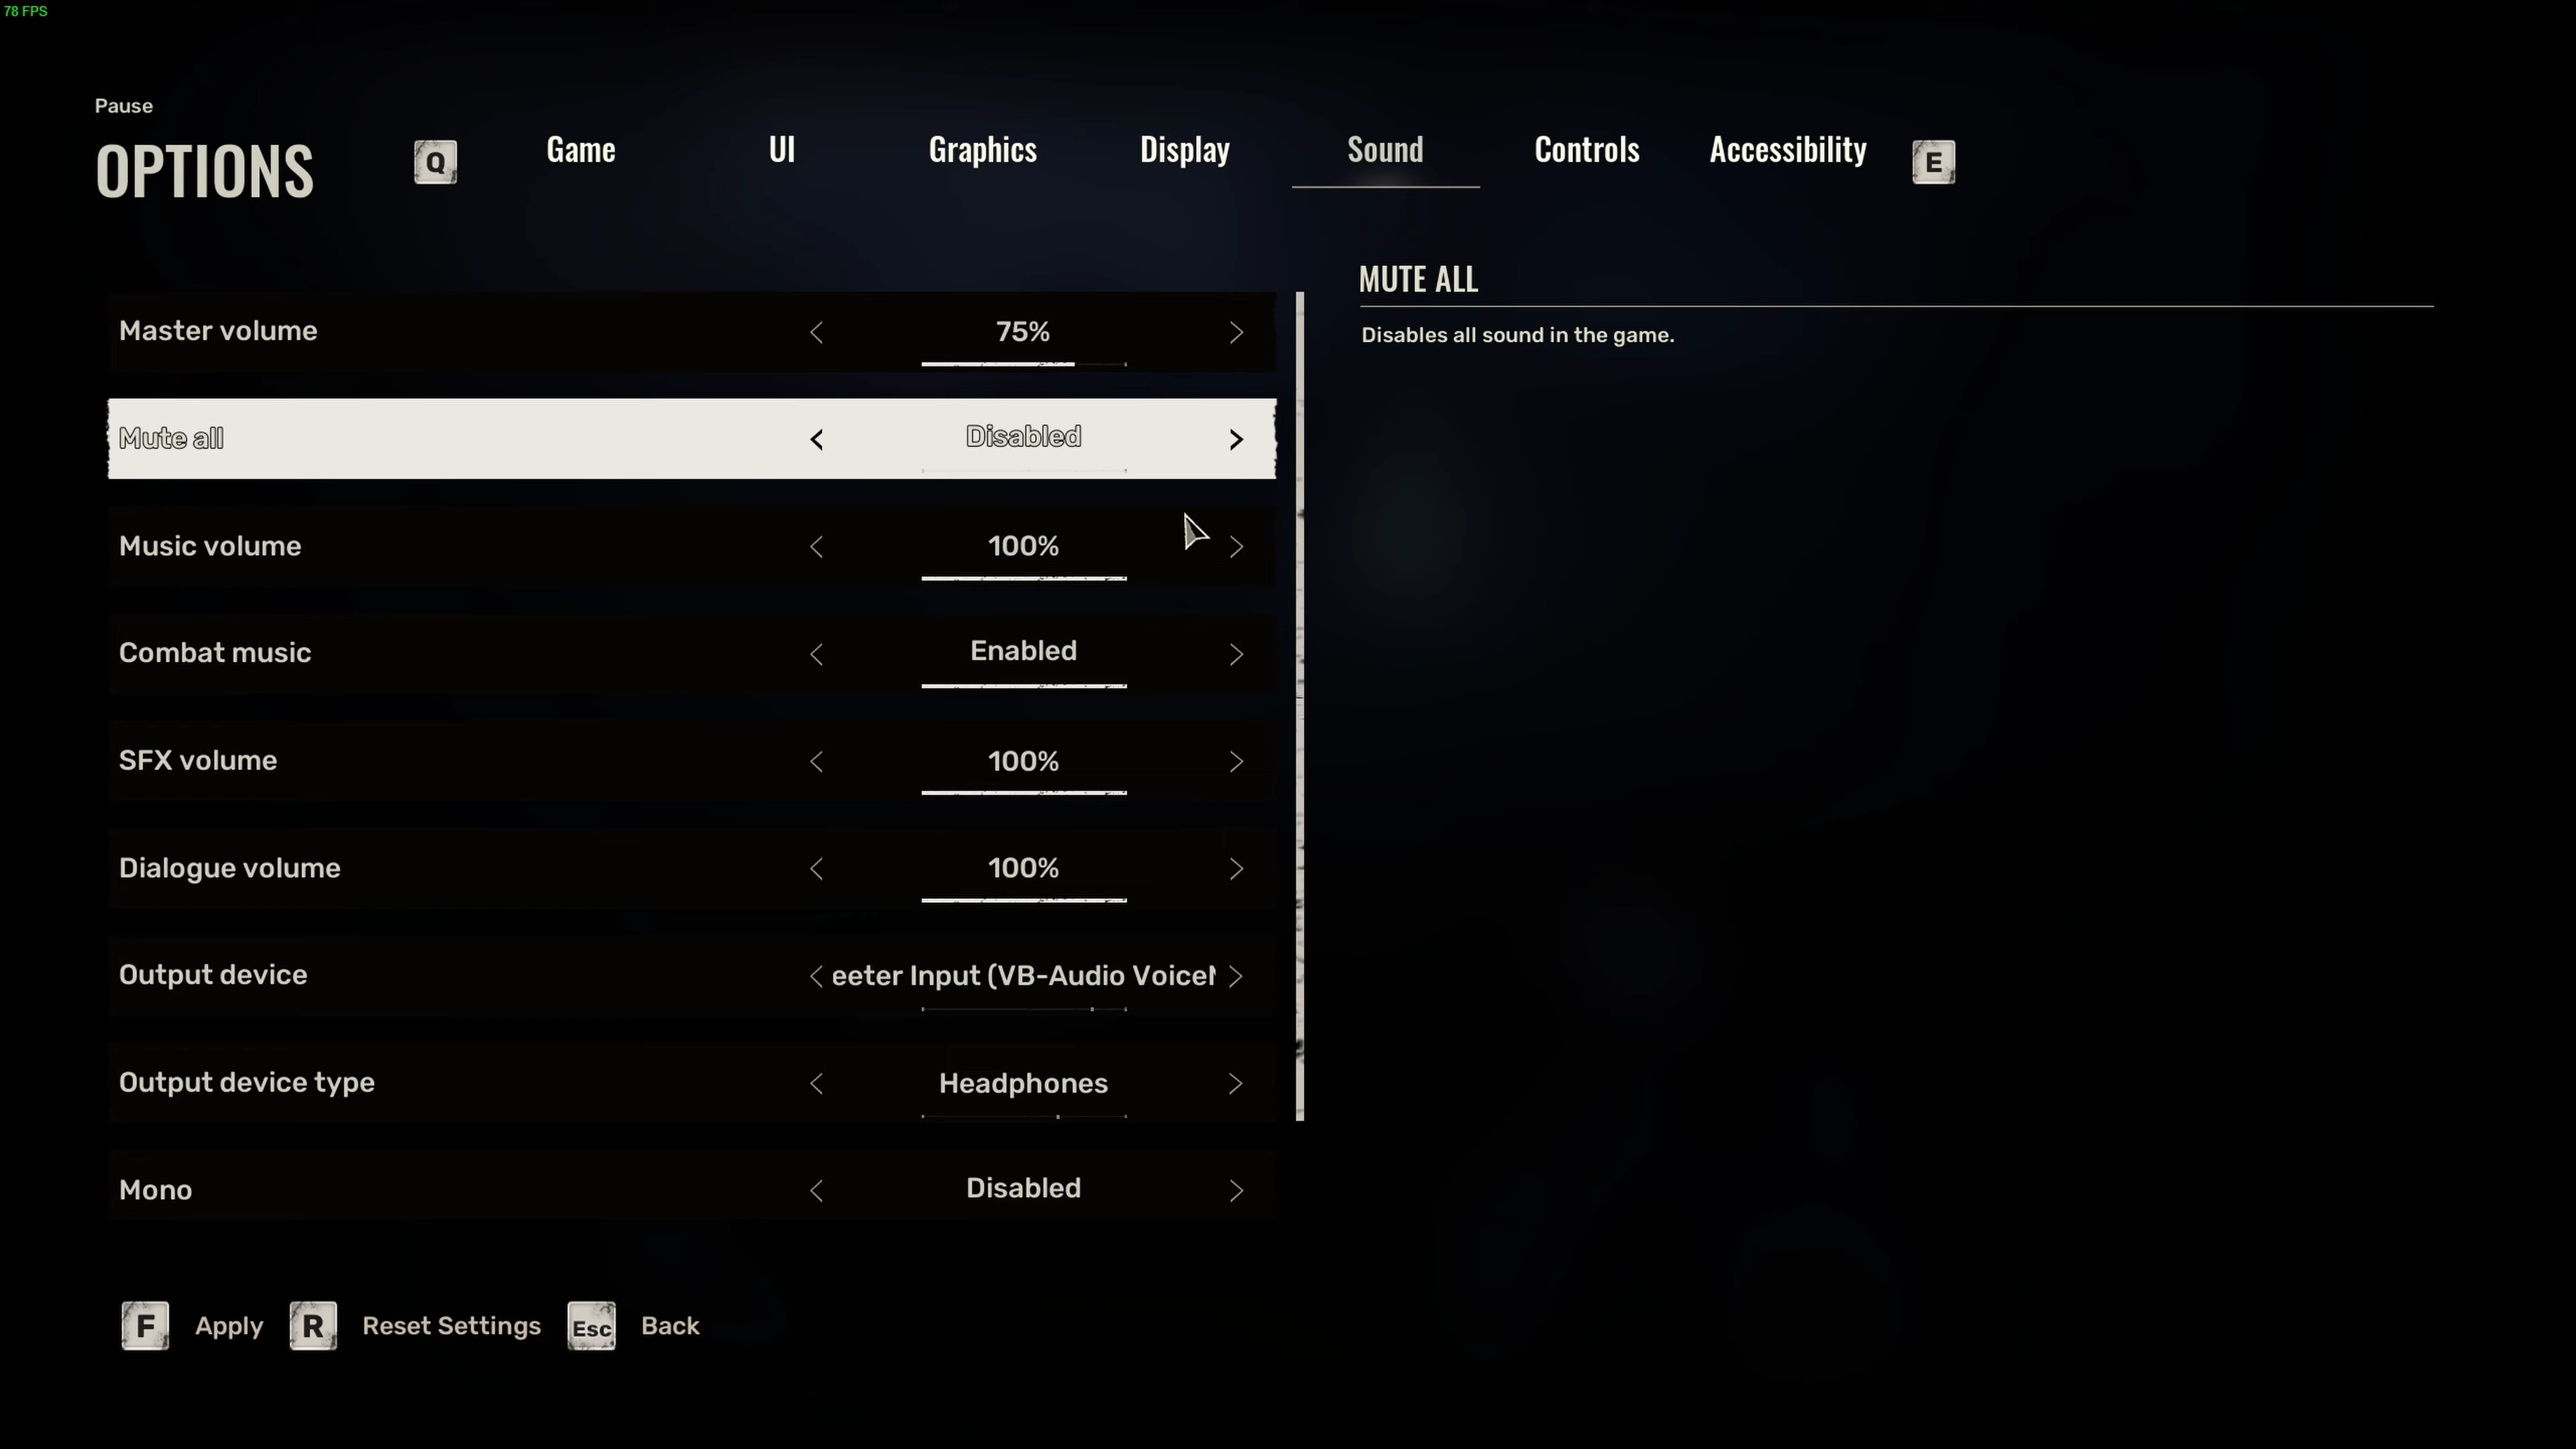 78 FPS
Pause
OPTIONS
Q
Game
UI
Graphics
Display
Sound
Controls
Accessibility
E
MUTE ALL
Disables all sound in the game.
Master volume
75%
Mute all
Disabled
Music volume
100%
Combat music
Enabled
SFX volume
100%
Dialogue volume
100%
Output device
eeter Input (VB-Audio Voice
Output device type
Headphones
Mono
Disabled
F Apply R Reset Settings Esc Back